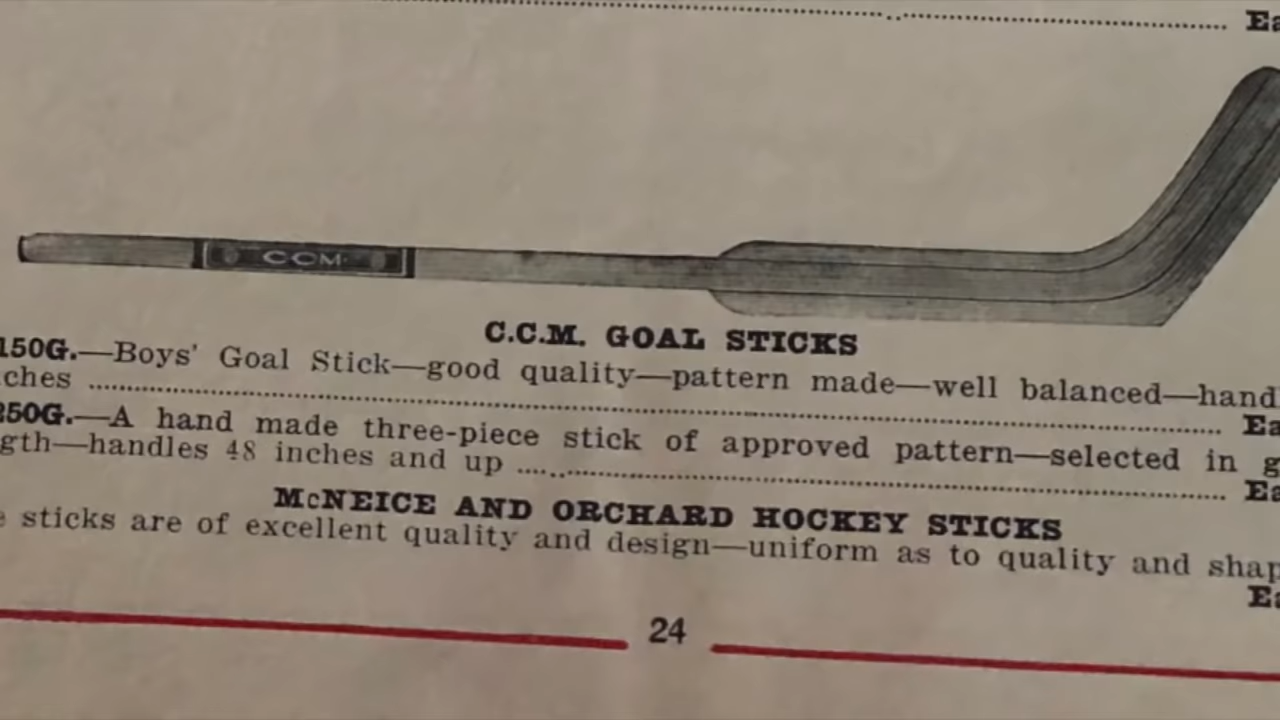 Ea
CCM
C.C.M. GOAL STICKS
150G.—Boys' Goal Stick—good quality—pattern made—well balanced—hand
ches ........ Ea
250G.—A hand made three-piece stick of approved pattern—selected in g
gth—handles 48 inches and up ........ Ea
McNEICE AND ORCHARD HOCKEY STICKS
e sticks are of excellent quality and design—uniform as to quality and shap
Ea
24